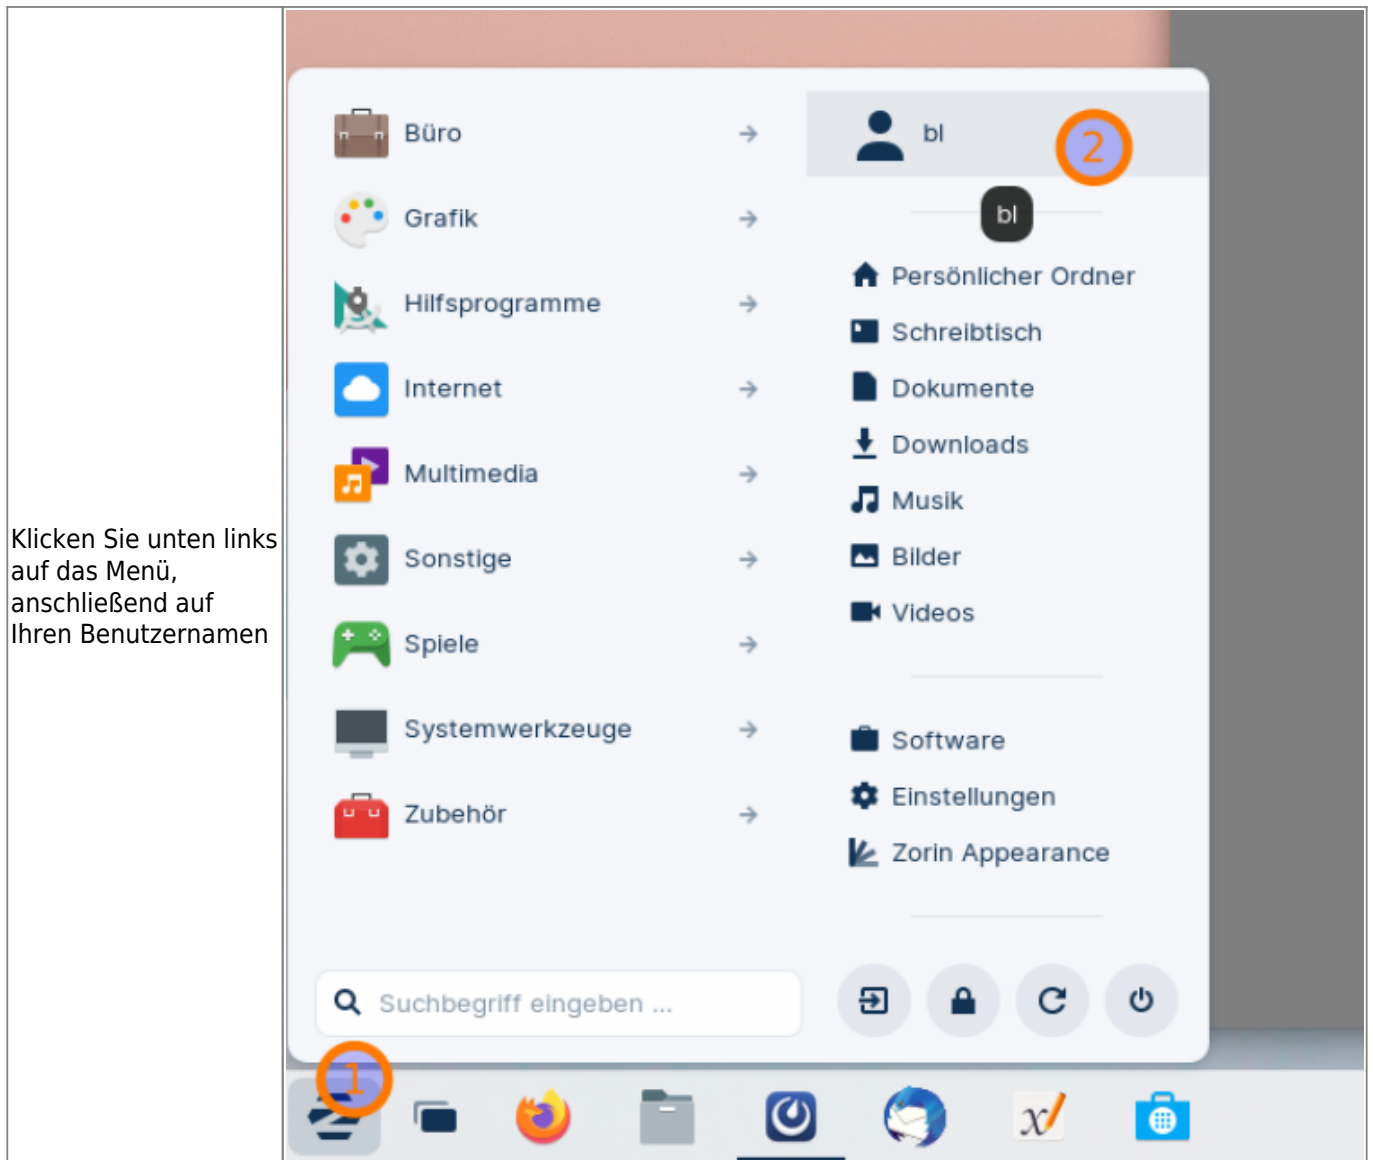 Klicken Sie unten links
auf das Menü,
anschließend auf
Ihren Benutzernamen
Büro
Grafik
Hilfsprogramme
Internet
Multimedia
Sonstige
Spiele
Systemwerkzeuge
Zubehör
Suchbegriff eingeben ...
bl
2
bl
Persönlicher Ordner
Schreibtisch
Dokumente
Downloads
Musik
Bilder
Videos
Software
Einstellungen
Zorin Appearance
1